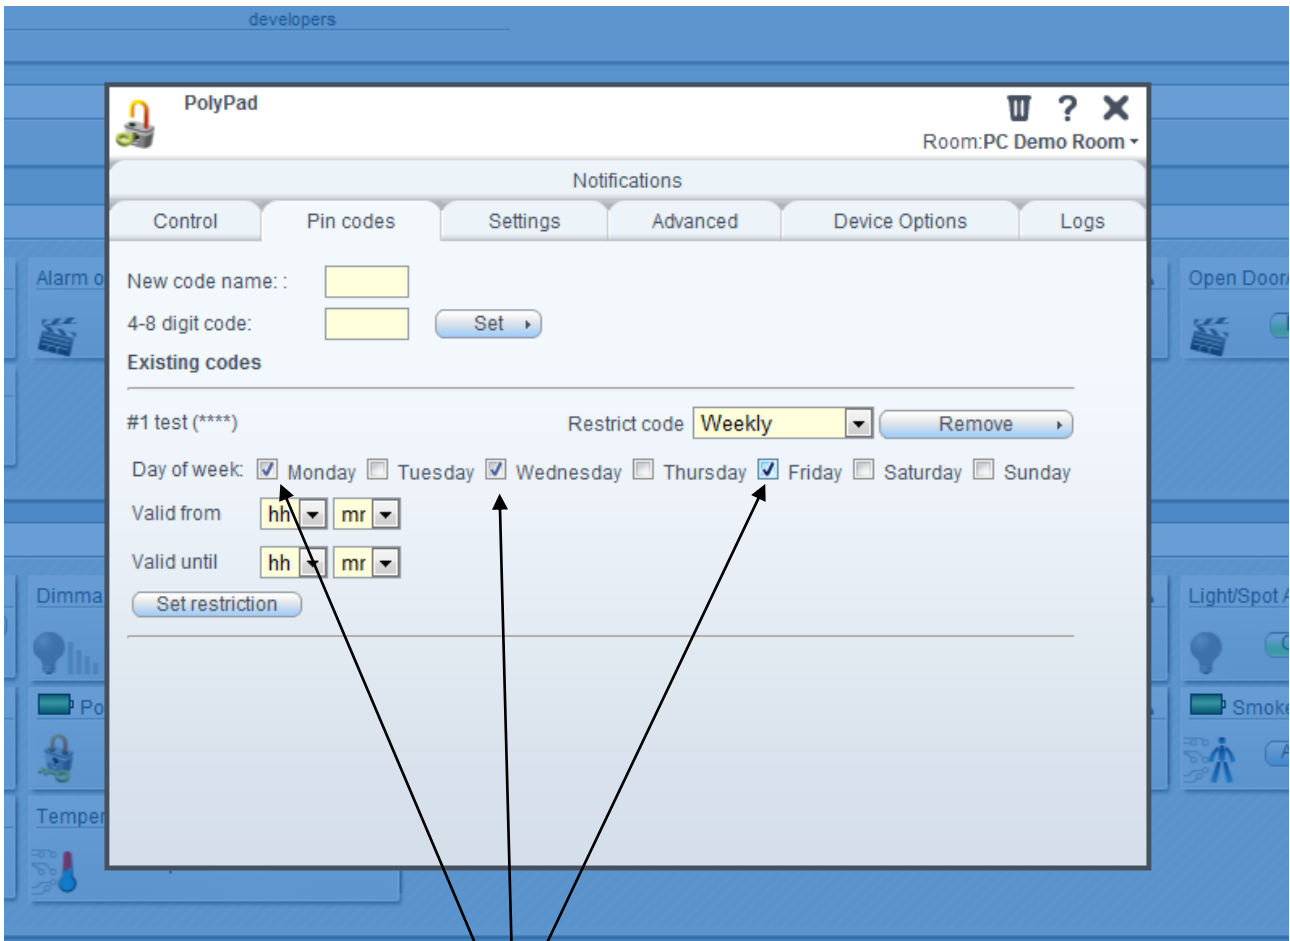 developers
PolyPad
Room:PC Demo Room
Notifications
Control Pin codes Settings Advanced Device Options Logs
Alarm o
Open Door/
New code name: :
4-8 digit code: Set
Existing codes
#1 test (****) Restrict code Weekly Remove
Day of week: Monday Tuesday Wednesday Thursday Friday Saturday Sunday
Valid from hh mr
Valid until hh mr
Dimma
Set restriction
Light/Spot A
Po
Smoke
A
Temper